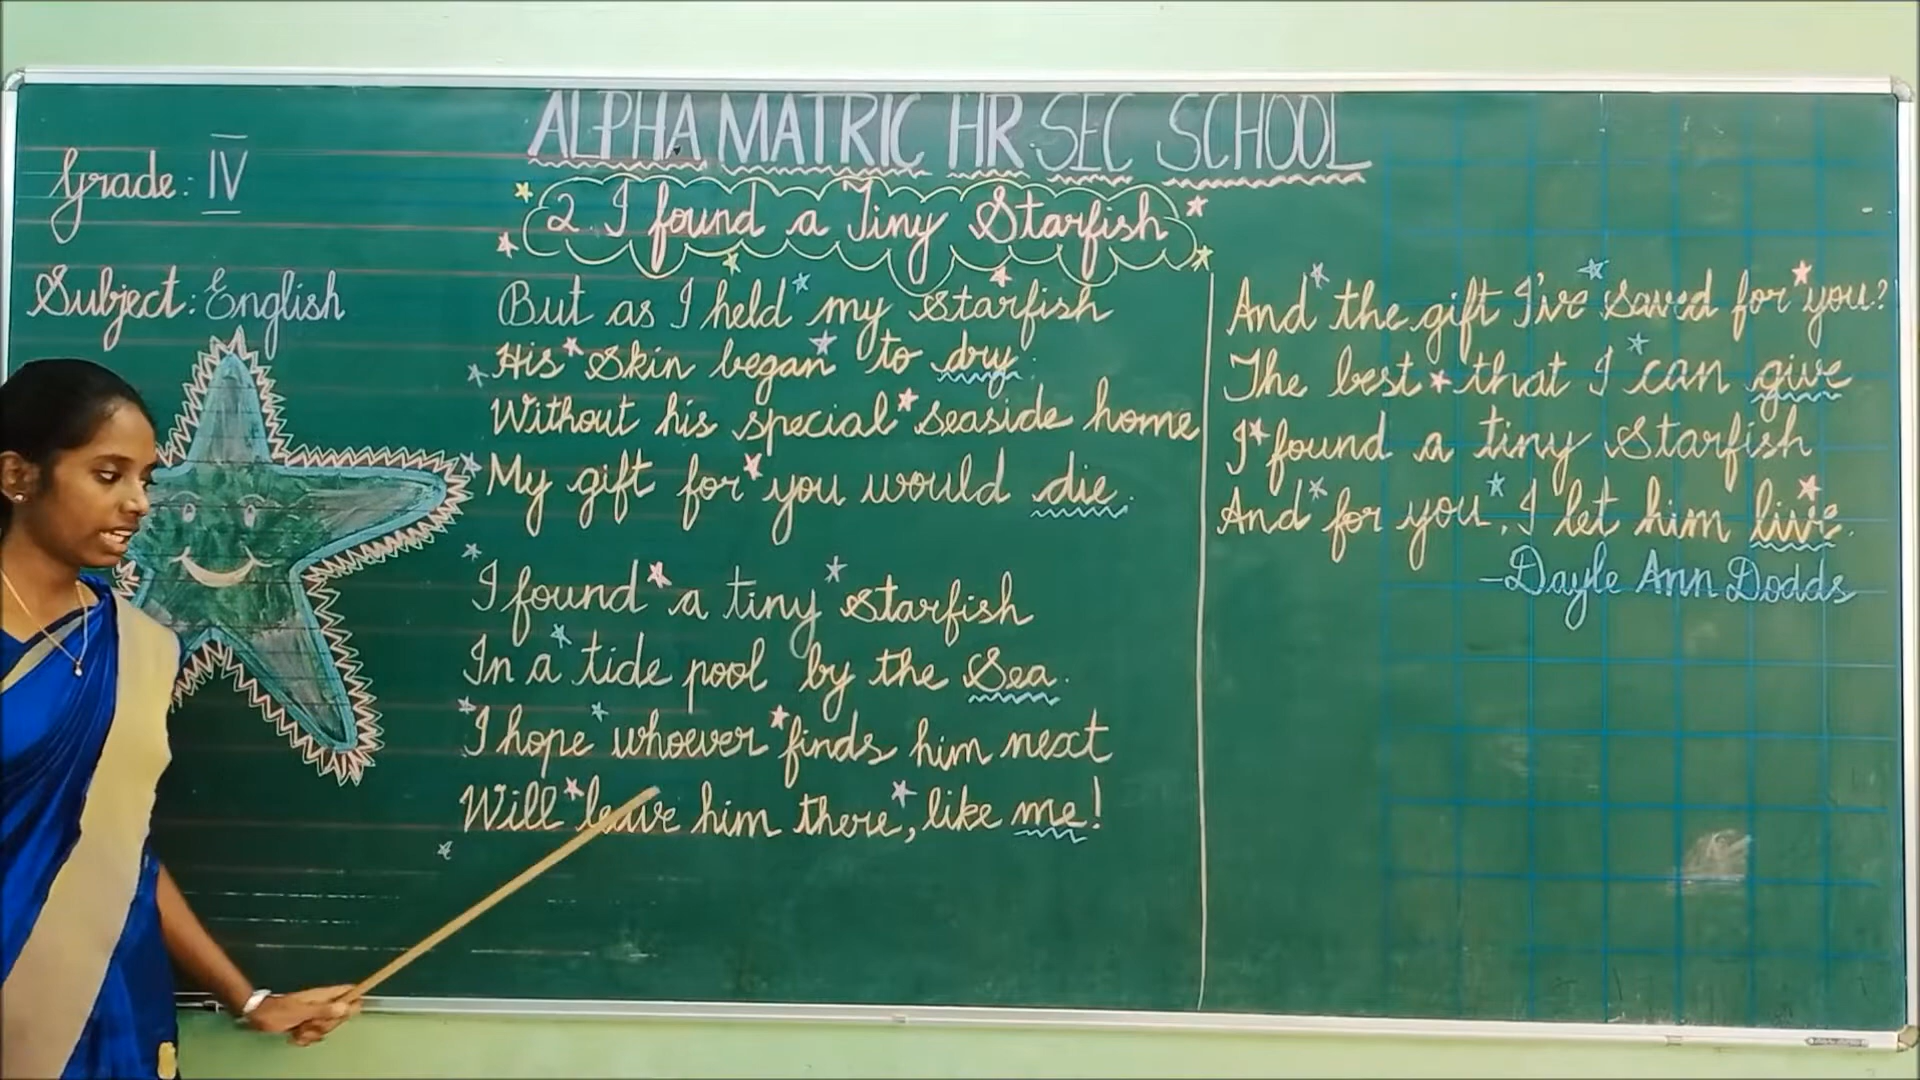 ALPHA MATRIC HR. SEC SCHOOL
Grade: IV
Subject: English
2. I found a Tiny Starfish
But as I held my starfish
His skin began to dry.
Without his special seaside home
My gift for you would die.
I found a tiny starfish
In a tide pool by the Sea.
I hope whoever finds him next
Will leave him there, like me!
And the gift I've saved for you?
The best that I can give
I found a tiny starfish
And for you, I let him live.
-Dayle Ann Dodds